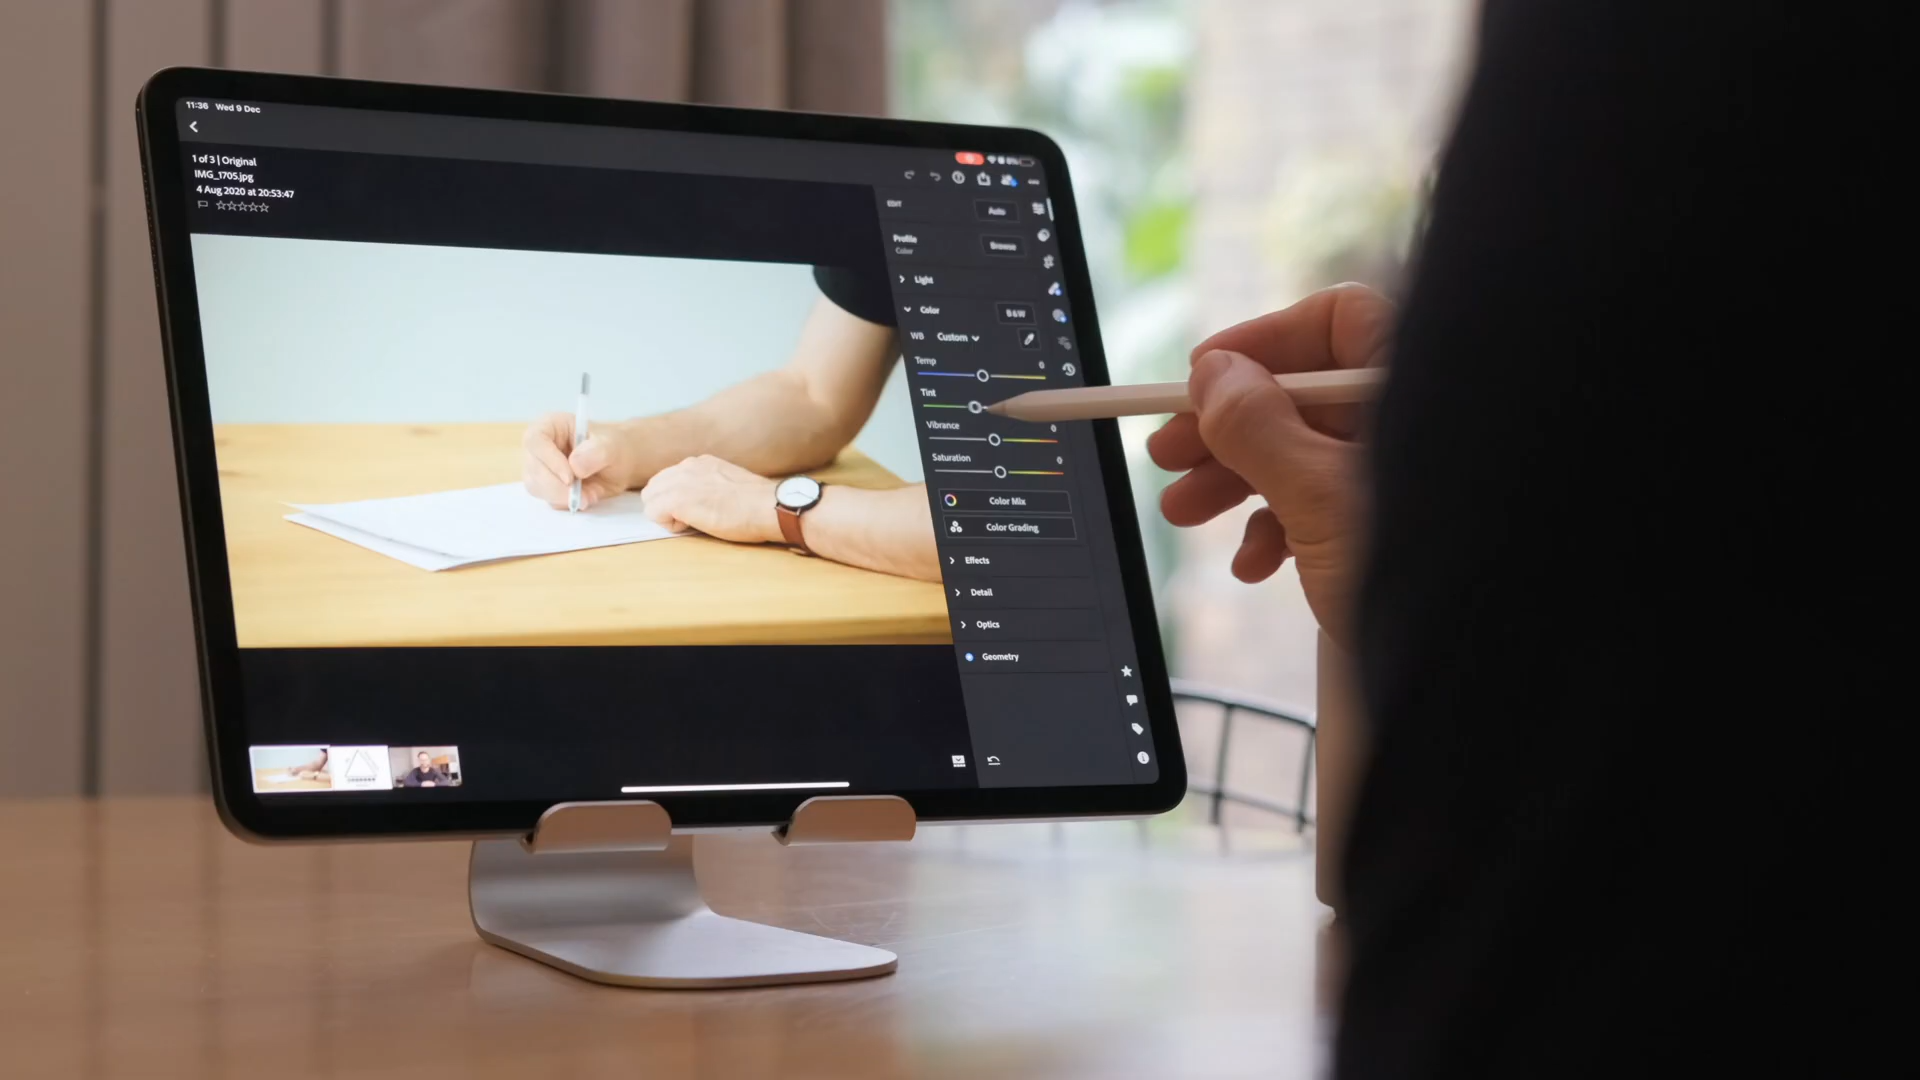 11:36 Wed 9 Dec
1 of 3 | Original
IMG_1705.jpg
4 Aug 2020 at 20:53:47
EDIT
Auto
Profile
Color
Browse
Light
Color
B&W
WB Custom
Temp 0
Tint
Vibrance 0
Saturation 0
Color Mix
Color Grading
Effects
Detail
Optics
Geometry